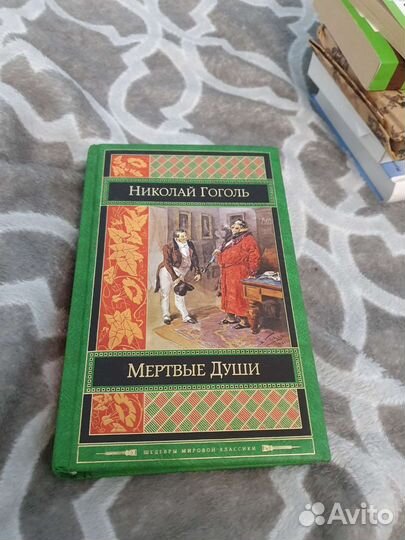 Николай Гоголь
Мертвые Души
Шедевры мировой классики
Avito